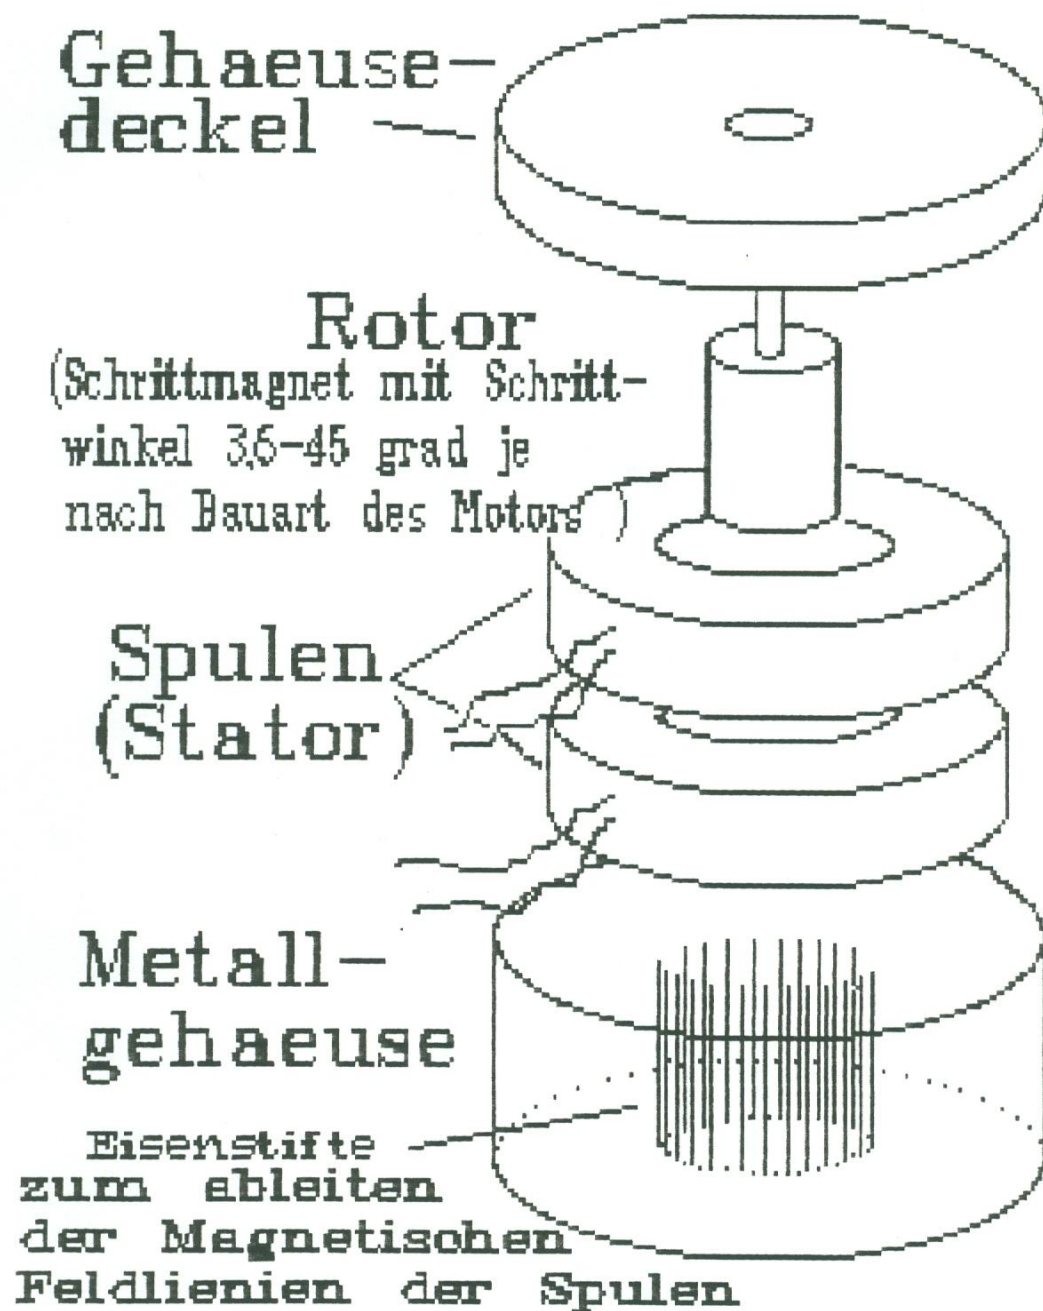 Gehaeuse-
deckel
Rotor
(Schrittmagnet mit Schritt-
winkel 3,6-45 grad je
nach Bauart des Motors)
Spulen
(Stator)
Metall-
gehaeuse
Eisenstifte
zum ableiten
der Magnetischen
Feldlienien der Spulen